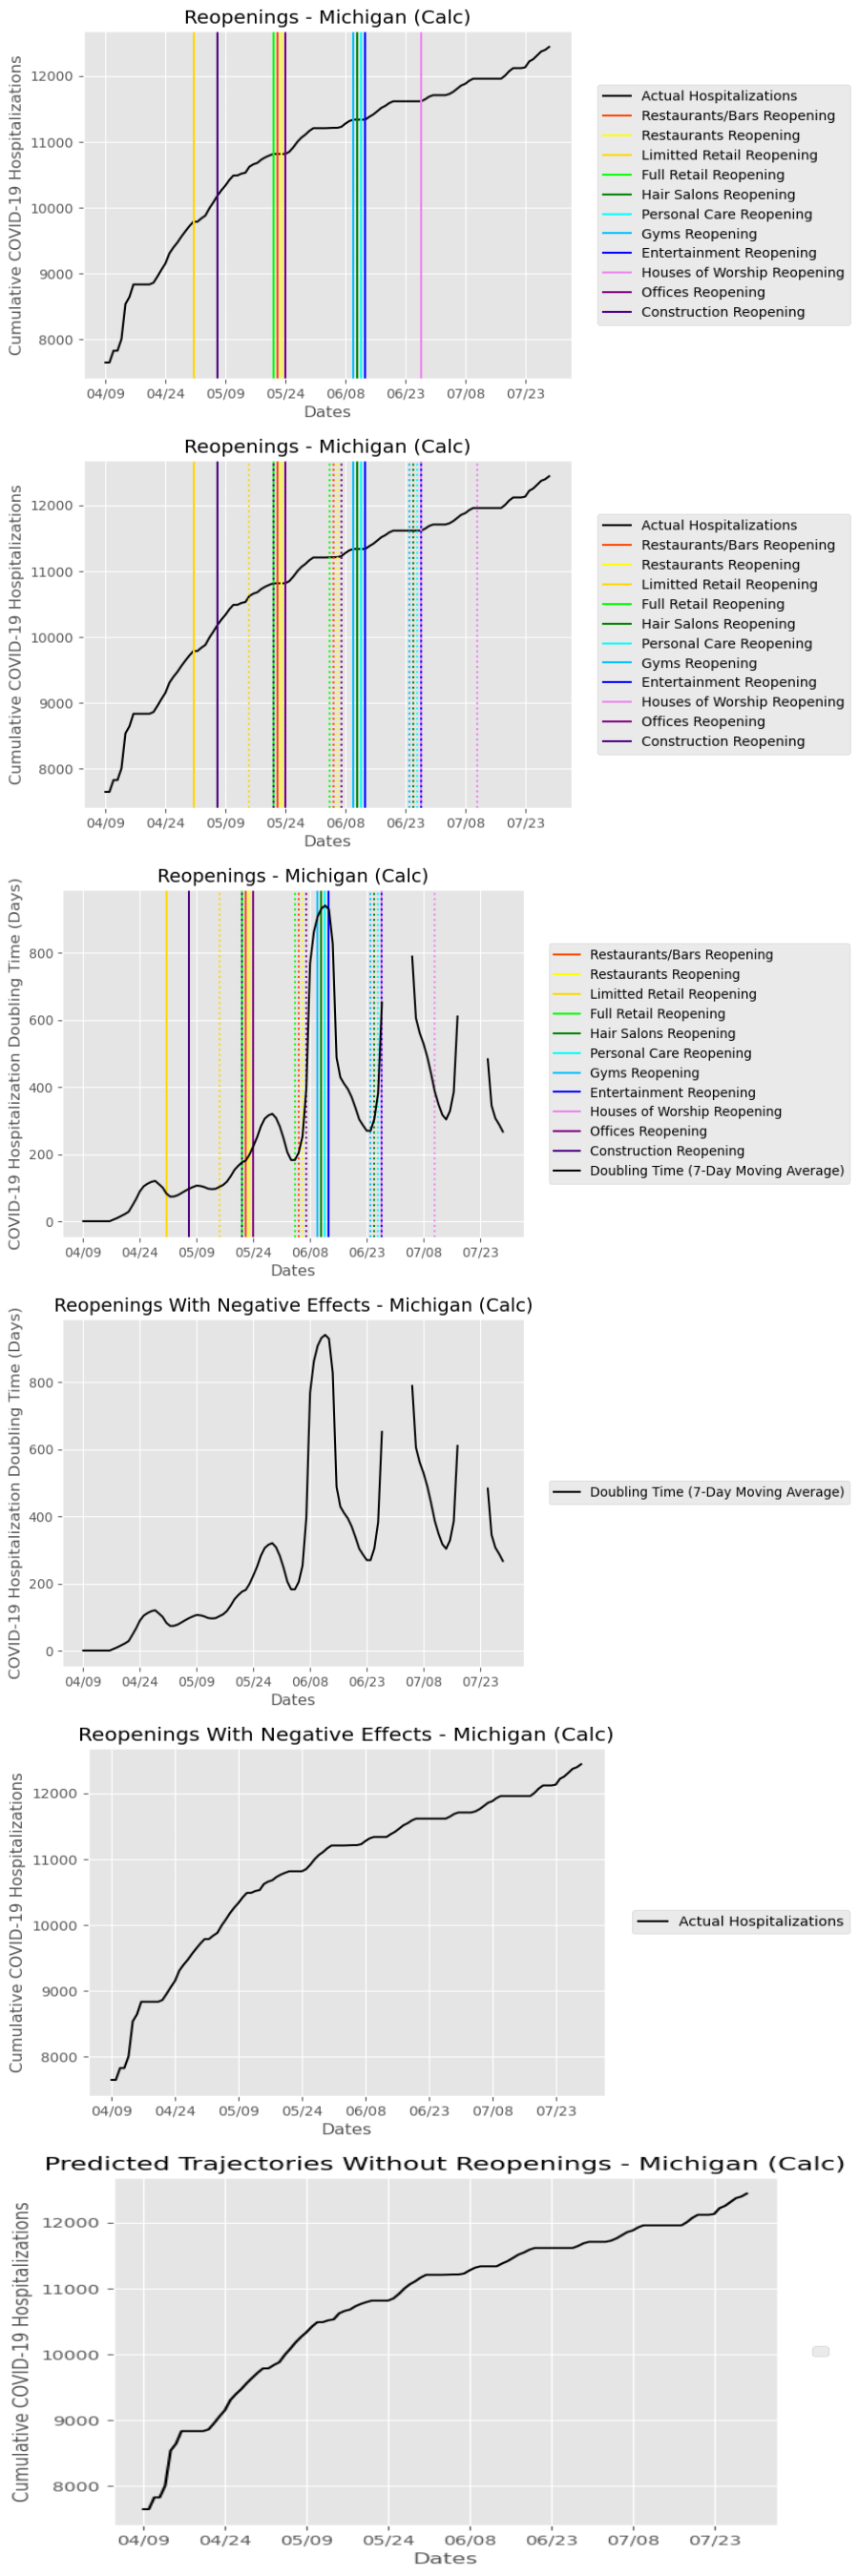 Reopenings - Michigan (Calc)
Cumulative COVID-19 Hospitalizations
12000
11000
10000
9000
8000
04/09 04/24 05/09 05/24 06/08 06/23 07/08 07/23
Dates
Actual Hospitalizations
Restaurants/Bars Reopening
Restaurants Reopening
Limitted Retail Reopening
Full Retail Reopening
Hair Salons Reopening
Personal Care Reopening
Gyms Reopening
Entertainment Reopening
Houses of Worship Reopening
Offices Reopening
Construction Reopening
Reopenings - Michigan (Calc)
Cumulative COVID-19 Hospitalizations
12000
11000
10000
9000
8000
04/09 04/24 05/09 05/24 06/08 06/23 07/08 07/23
Dates
Actual Hospitalizations
Restaurants/Bars Reopening
Restaurants Reopening
Limitted Retail Reopening
Full Retail Reopening
Hair Salons Reopening
Personal Care Reopening
Gyms Reopening
Entertainment Reopening
Houses of Worship Reopening
Offices Reopening
Construction Reopening
Reopenings - Michigan (Calc)
COVID-19 Hospitalization Doubling Time (Days)
800
600
400
200
0
04/09 04/24 05/09 05/24 06/08 06/23 07/08 07/23
Dates
Restaurants/Bars Reopening
Restaurants Reopening
Limitted Retail Reopening
Full Retail Reopening
Hair Salons Reopening
Personal Care Reopening
Gyms Reopening
Entertainment Reopening
Houses of Worship Reopening
Offices Reopening
Construction Reopening
Doubling Time (7-Day Moving Average)
Reopenings With Negative Effects - Michigan (Calc)
COVID-19 Hospitalization Doubling Time (Days)
800
600
400
200
0
04/09 04/24 05/09 05/24 06/08 06/23 07/08 07/23
Dates
Doubling Time (7-Day Moving Average)
Reopenings With Negative Effects - Michigan (Calc)
Cumulative COVID-19 Hospitalizations
12000
11000
10000
9000
8000
04/09 04/24 05/09 05/24 06/08 06/23 07/08 07/23
Dates
Actual Hospitalizations
Predicted Trajectories Without Reopenings - Michigan (Calc)
Cumulative COVID-19 Hospitalizations
12000
11000
10000
9000
8000
04/09 04/24 05/09 05/24 06/08 06/23 07/08 07/23
Dates